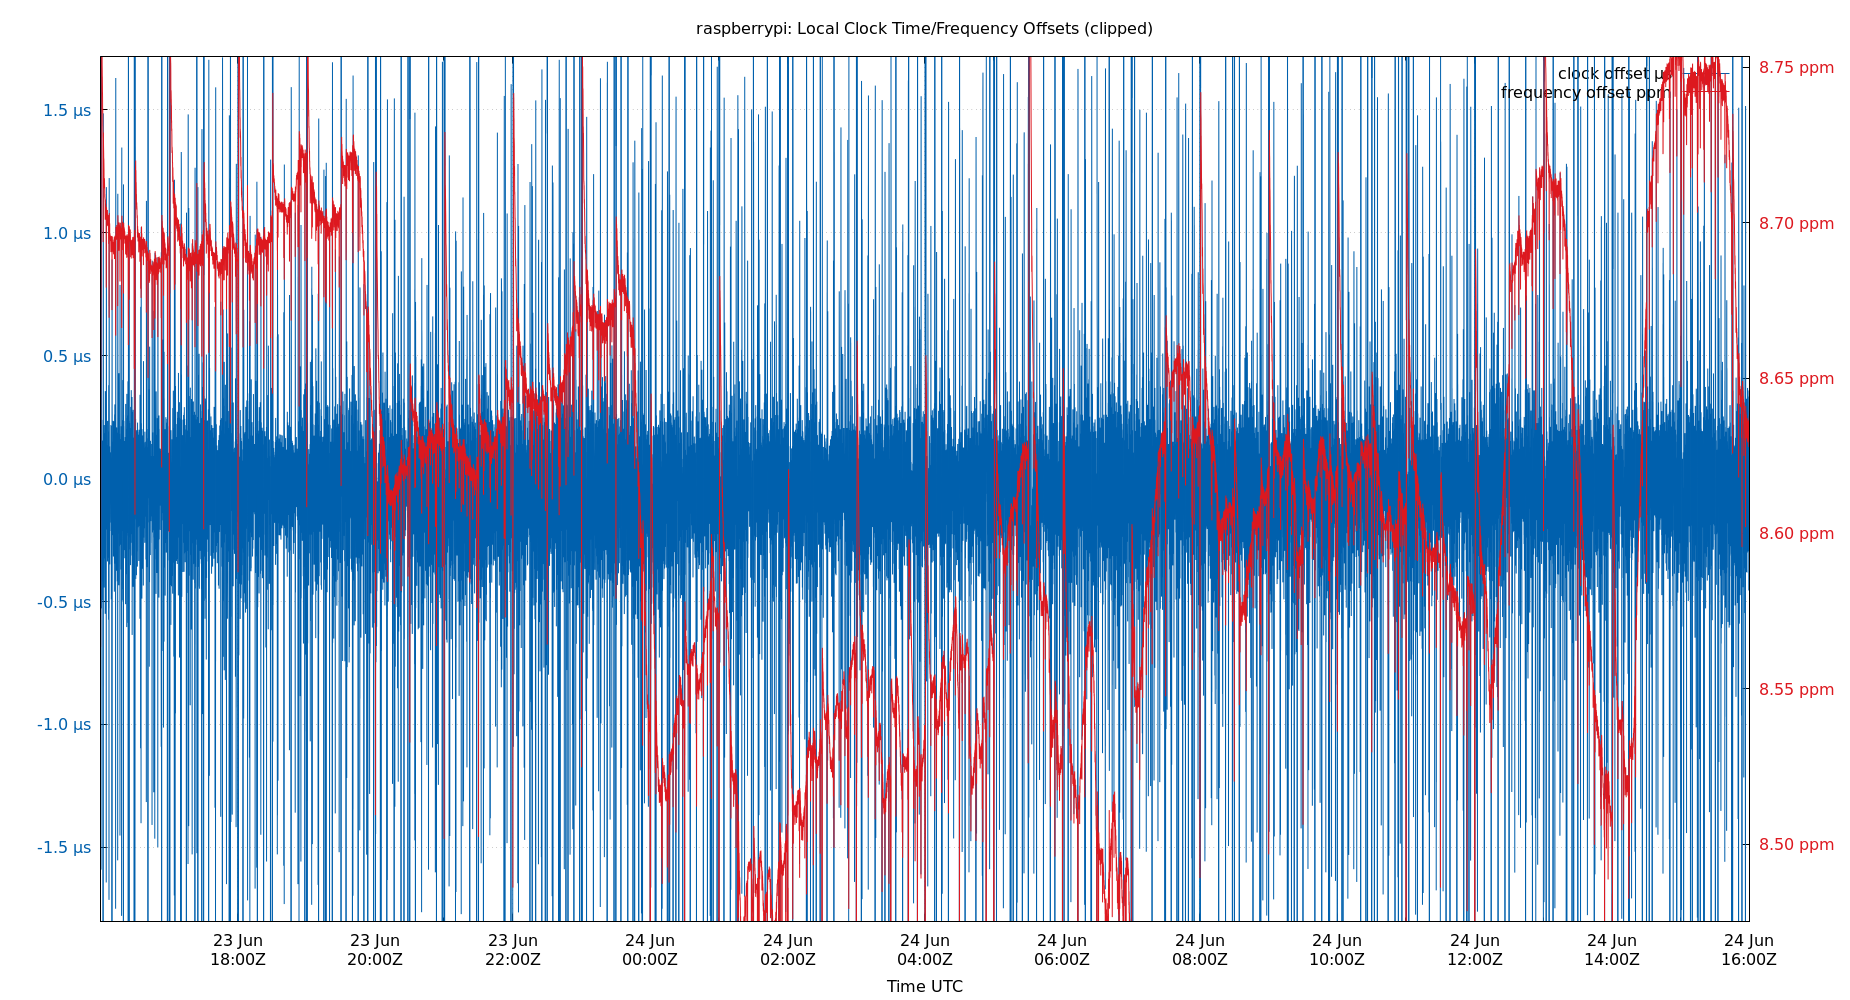 raspberrypi: Local Clock Time/Frequency Offsets (clipped)
clock offset µs
frequency offset ppm
1.5 µs
1.0 µs
0.5 µs
0.0 µs
-0.5 µs
-1.0 µs
-1.5 µs
8.75 ppm
8.70 ppm
8.65 ppm
8.60 ppm
8.55 ppm
8.50 ppm
23 Jun 23 Jun 23 Jun 24 Jun 24 Jun 24 Jun 24 Jun 24 Jun 24 Jun 24 Jun 24 Jun 24 Jun
18:00Z 20:00Z 22:00Z 00:00Z 02:00Z 04:00Z 06:00Z 08:00Z 10:00Z 12:00Z 14:00Z 16:00Z
Time UTC